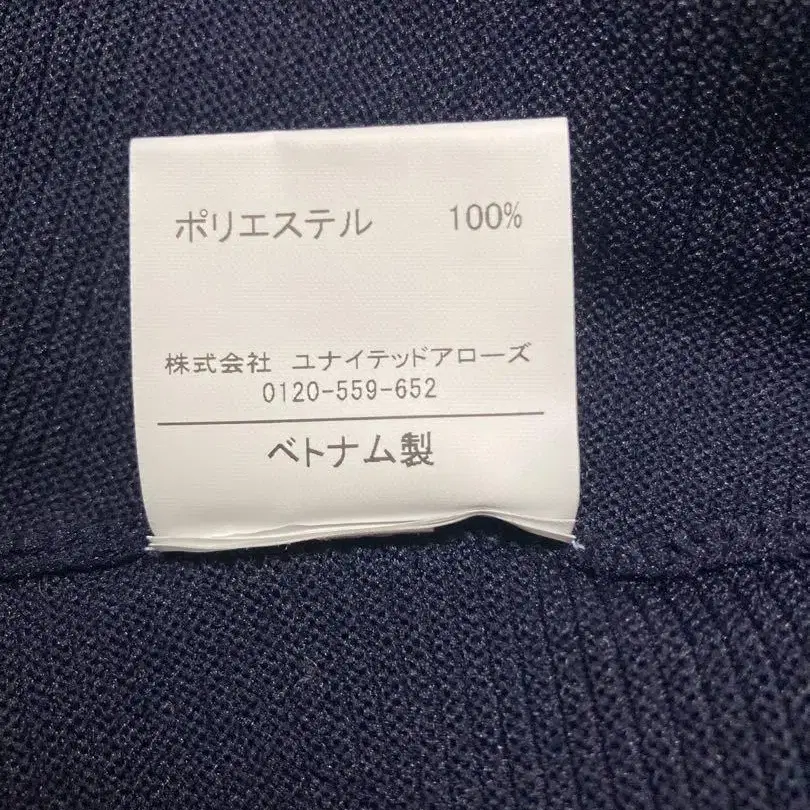 ポリエステル 100%
株式会社 ユナイテッドアローズ
0120-559-652
ベトナム製